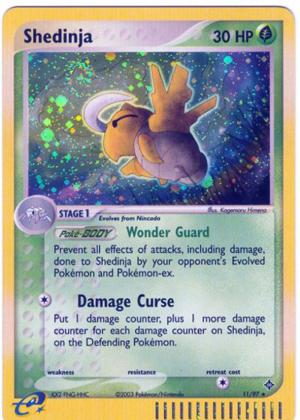 Shedinja 30 HP
Illus. Kagemaru Himeno
STAGE 1
Evolves from Nincada
Poké-BODY Wonder Guard
Prevent all effects of attacks, including damage,
done to Shedinja by your opponent's Evolved
Pokémon and Pokémon-ex.
Damage Curse
Put 1 damage counter, plus 1 more damage
counter for each damage counter on Shedinja,
on the Defending Pokémon.
weakness resistance retreat cost
©2003 Pokémon/Nintendo
11/97 ★
e